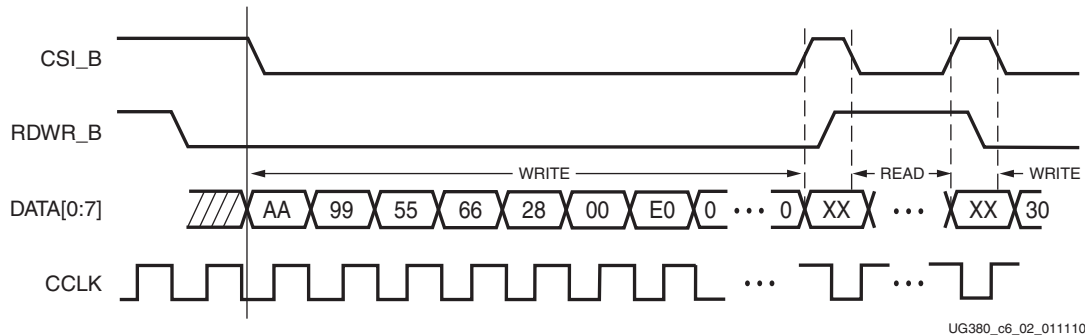 CSI_B
RDWR_B
WRITE READ WRITE
DATA[0:7] AA 99 55 66 28 00 E0 0 ••• 0 XX ••• XX 30
CCLK ••• •••
UG380_c6_02_011110